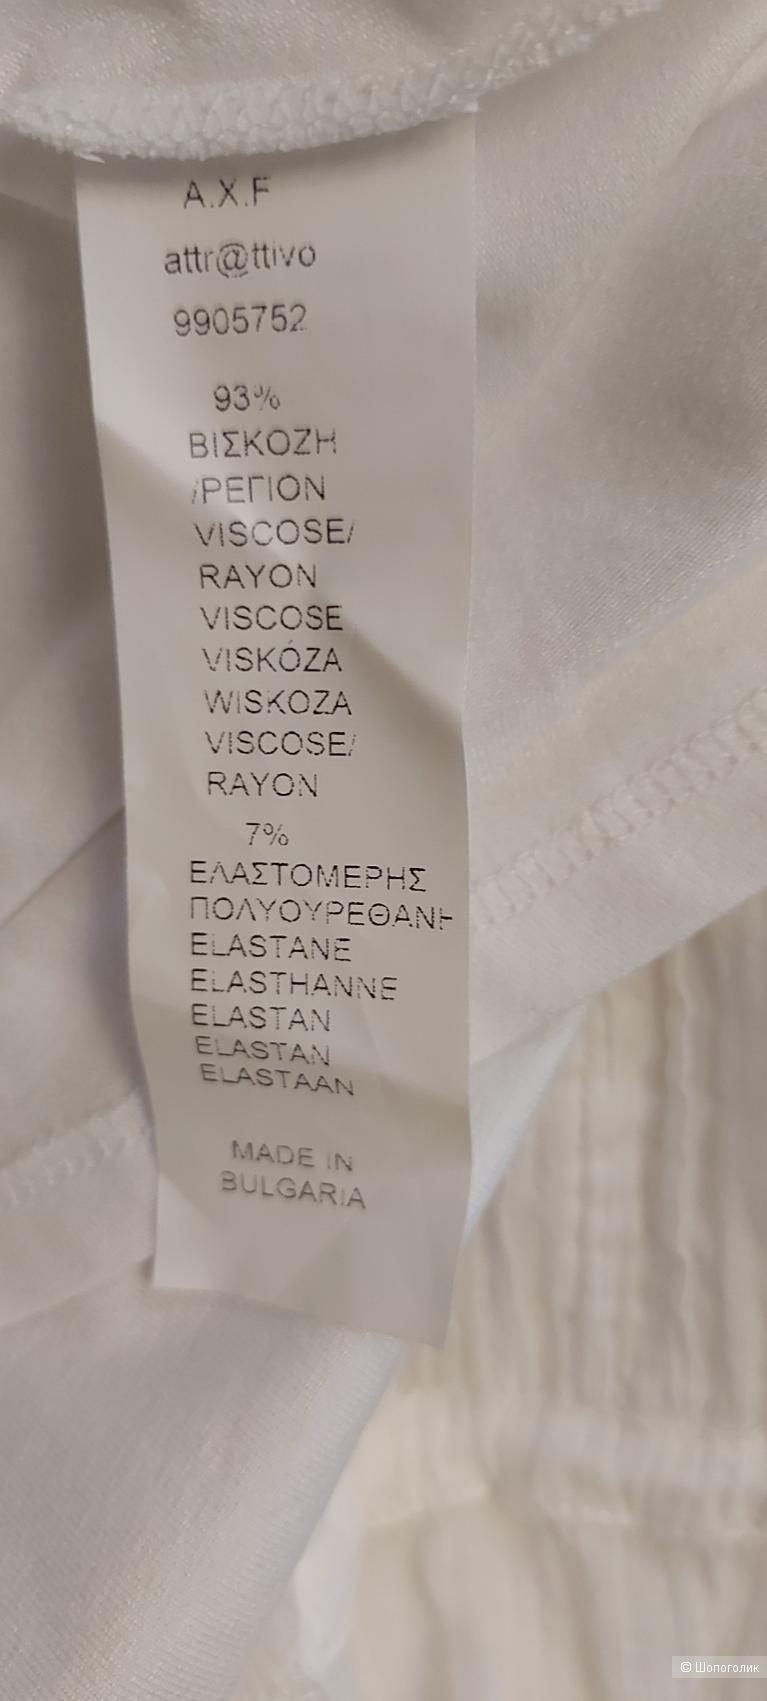 A.X.F
attr@ttivo
9905752
93%
ΒΙΣΚΟΖΗ
/ΡΕΓΙΟΝ
VISCOSE/
RAYON
VISCOSE
VISKÓZA
WISKOZA
VISCOSE/
RAYON
7%
ΕΛΑΣΤΟΜΕΡΗΣ
ΠΟΛΥΟΥΡΕΘΑΝΗ
ELASTANE
ELASTHANNE
ELASTAN
ELASTAN
ELASTAAN
MADE IN
BULGARIA
© Шопоголик